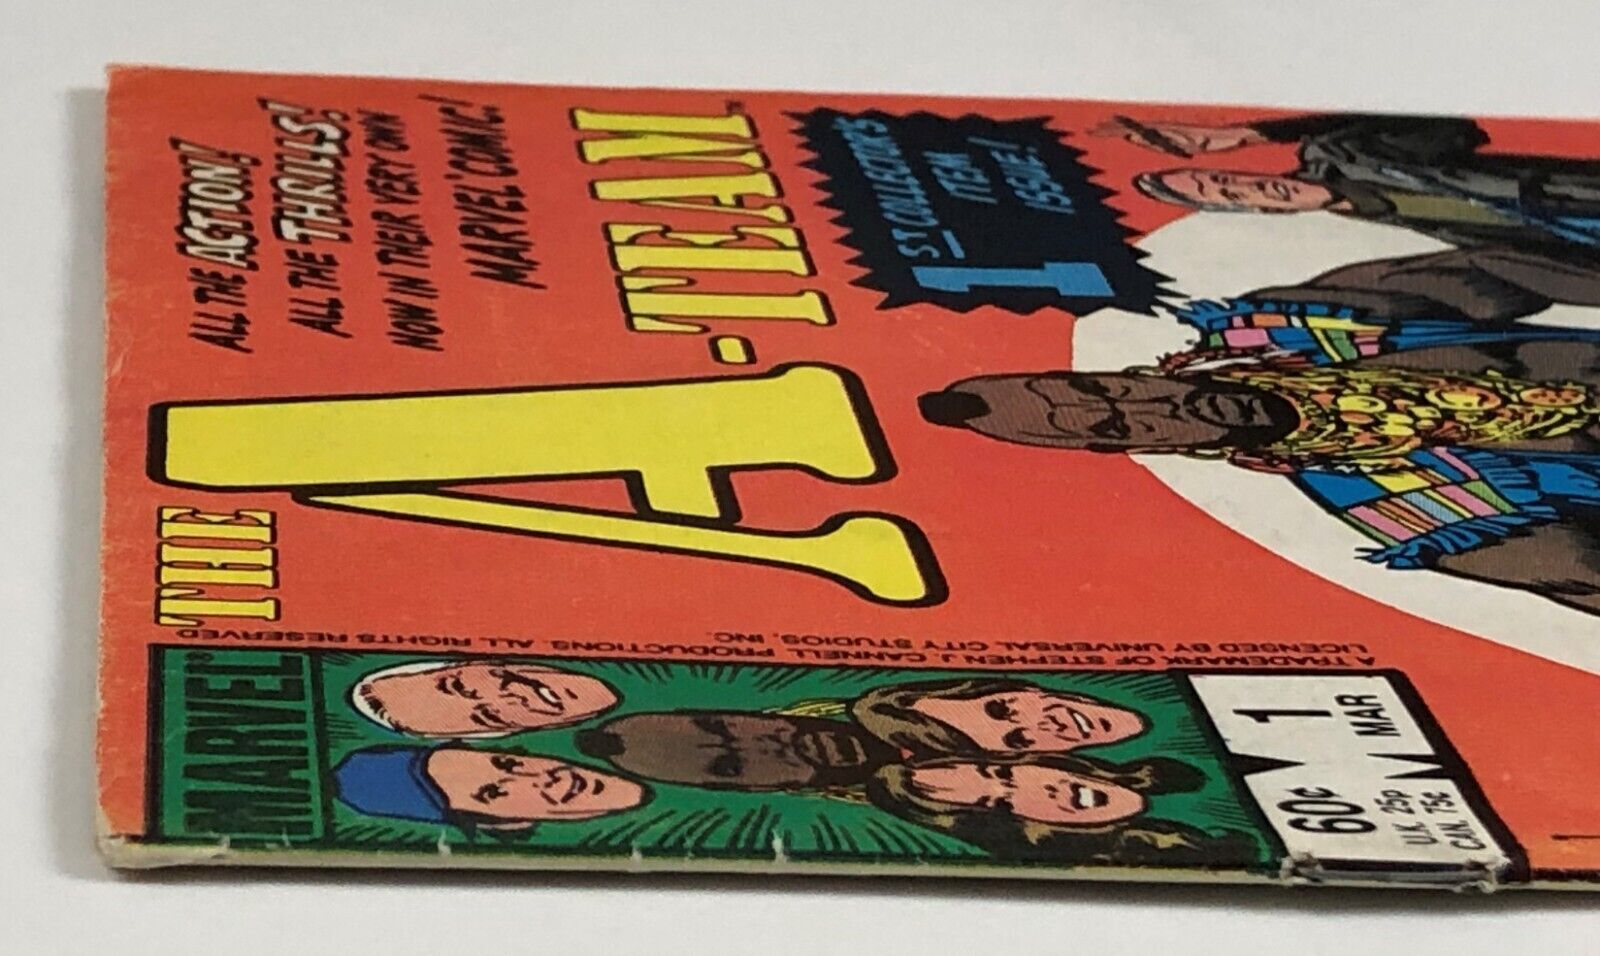 ALL THE ACTION!
ALL THE THRILLS!
NOW IN THEIR VERY OWN
MARVEL® COMIC!
THE
A-TEAM™
1ST COLLECTOR'S
ITEM
ISSUE!
MARVEL®
60¢
1
MAR
U.K. 25p
CAN. 75¢
A TRADEMARK OF STEPHEN J. CANNELL PRODUCTIONS. ALL RIGHTS RESERVED
LICENSED BY UNIVERSAL CITY STUDIOS, INC.